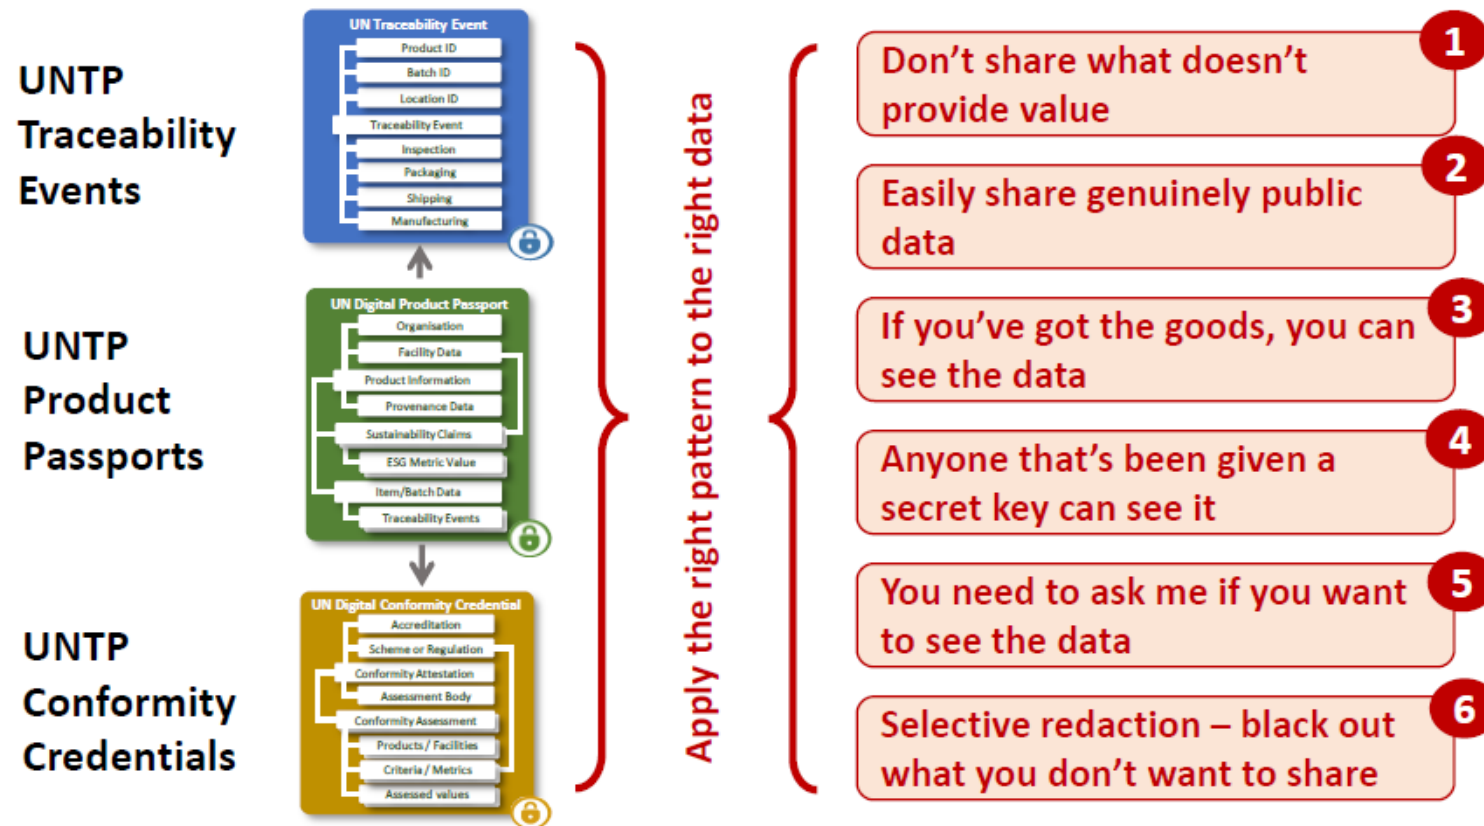 UNTP
Traceability
Events
UN Traceability Event
Product ID
Batch ID
Location ID
Traceability Event
Inspection
Packaging
Shipping
Manufacturing
UNTP
Product
Passports
UN Digital Product Passport
Organisation
Facility Data
Product Information
Provenance Data
Sustainability Claims
ESG Metric Value
Item/Batch Data
Traceability Events
UNTP
Conformity
Credentials
UN Digital Conformity Credential
Accreditation
Scheme or Regulation
Conformity Attestation
Assessment Body
Conformity Assessment
Products / Facilities
Criteria / Metrics
Assessed values
Apply the right pattern to the right data
1
Don’t share what doesn’t
provide value
2
Easily share genuinely public
data
3
If you’ve got the goods, you can
see the data
4
Anyone that’s been given a
secret key can see it
5
You need to ask me if you want
to see the data
6
Selective redaction – black out
what you don’t want to share